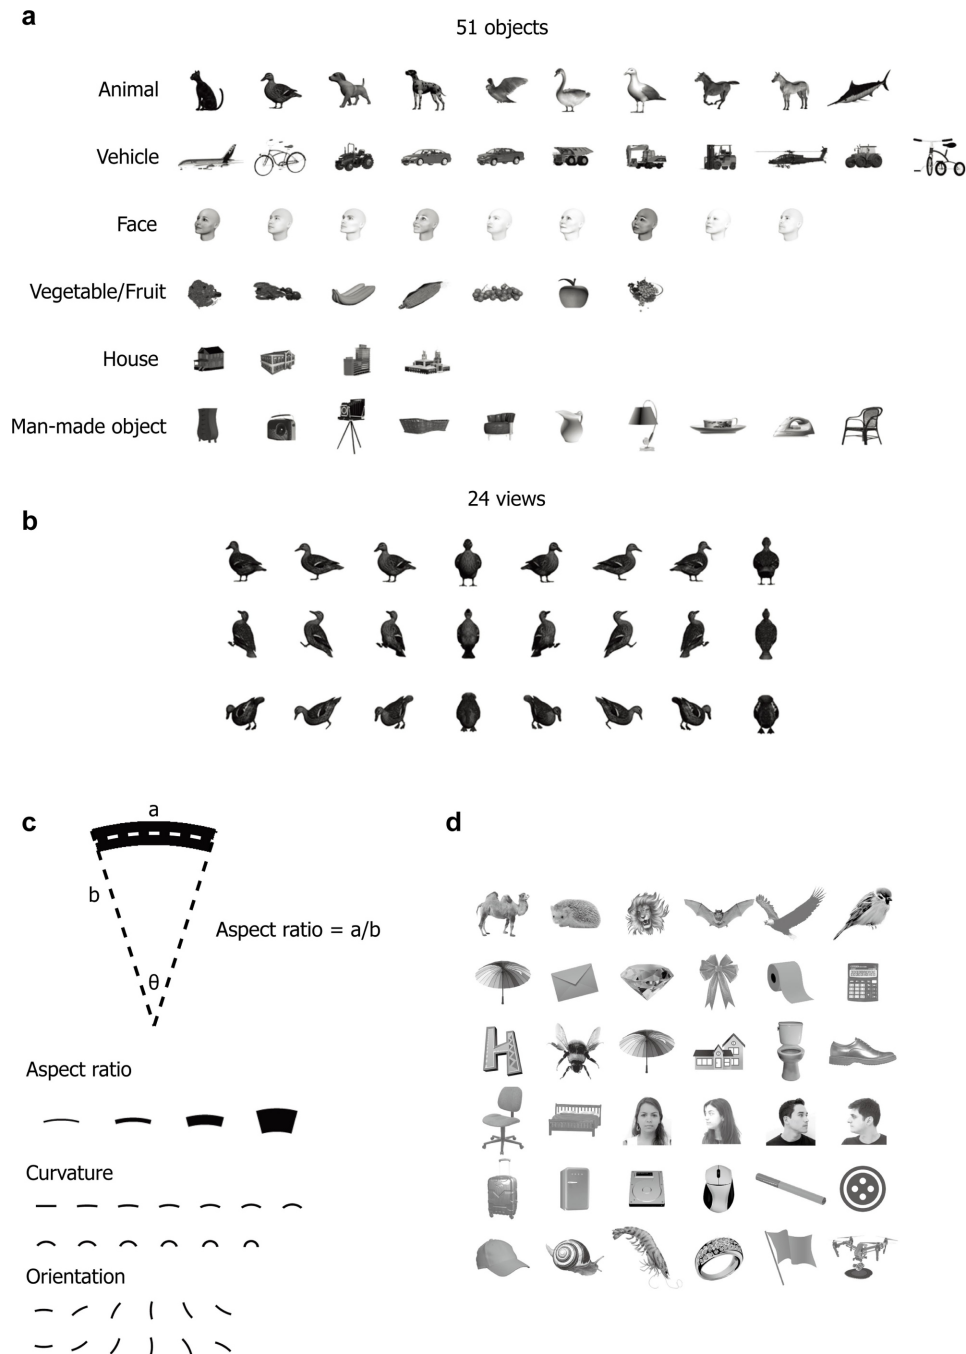 a
51 objects
Animal
Vehicle
Face
Vegetable/Fruit
House
Man-made object
24 views
b
c
a
b
θ
Aspect ratio = a/b
Aspect ratio
Curvature
Orientation
d
H